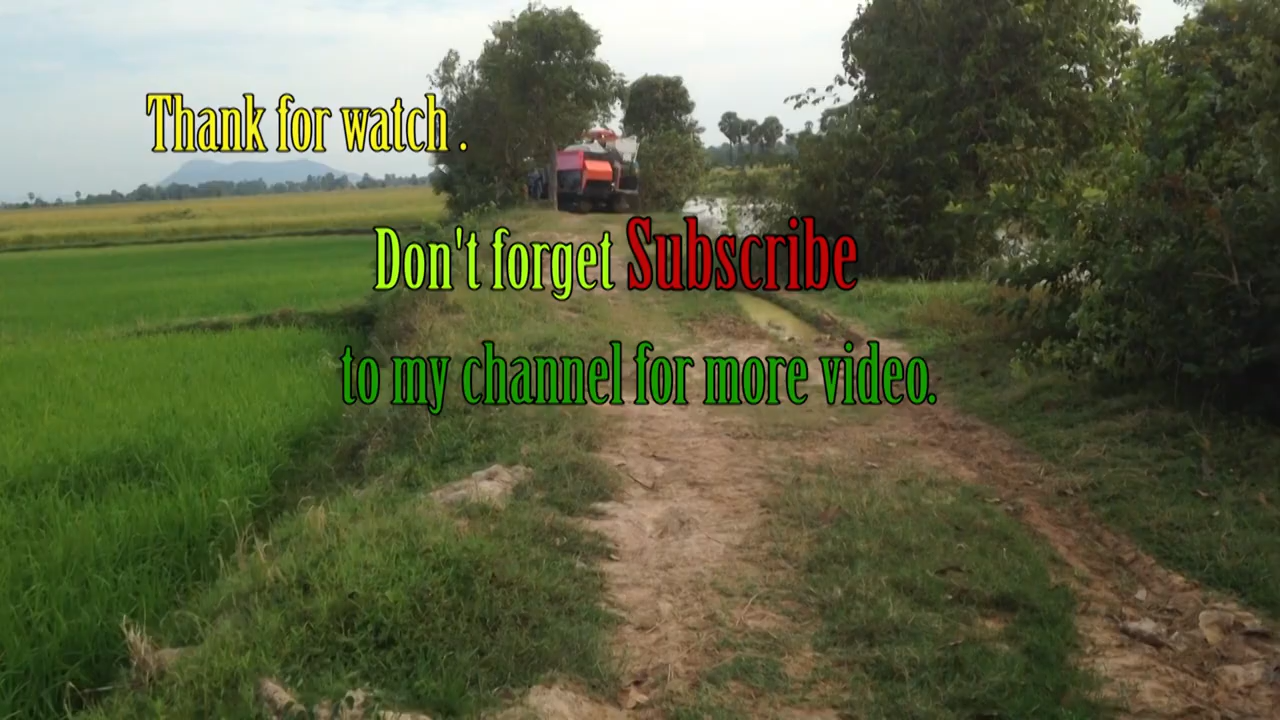 Thank for watch .
Don't forget Subscribe
to my channel for more video.